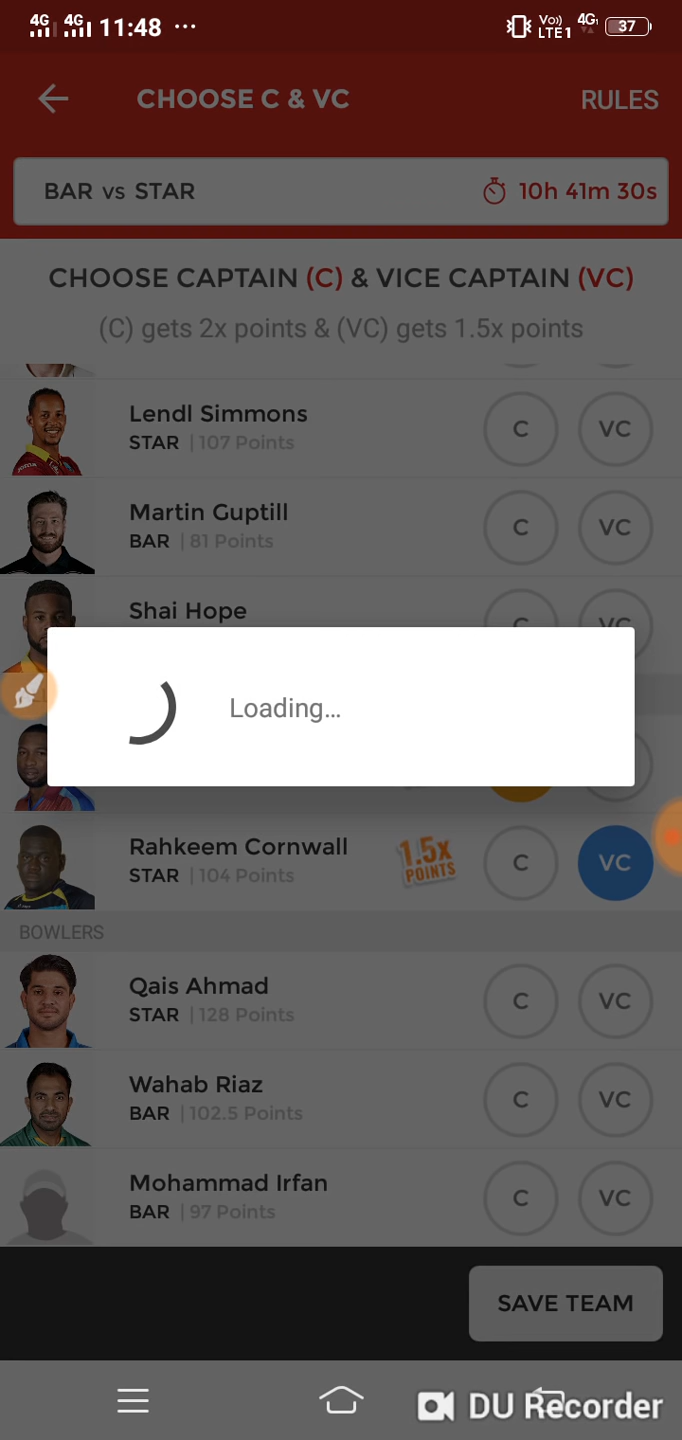 4G 4G 11:48 ... Vo)) LTE1 4G 37
CHOOSE C & VC RULES
BAR vs STAR 10h 41m 30s
CHOOSE CAPTAIN (C) & VICE CAPTAIN (VC)
(C) gets 2x points & (VC) gets 1.5x points
Lendl Simmons
STAR | 107 Points
C VC
Martin Guptill
BAR | 81 Points
C VC
Shai Hope
C VC
Loading...
Rahkeem Cornwall
STAR | 104 Points
1.5x
POINTS
C VC
BOWLERS
Qais Ahmad
STAR | 128 Points
C VC
Wahab Riaz
BAR | 102.5 Points
C VC
Mohammad Irfan
BAR | 97 Points
C VC
SAVE TEAM
DU Recorder